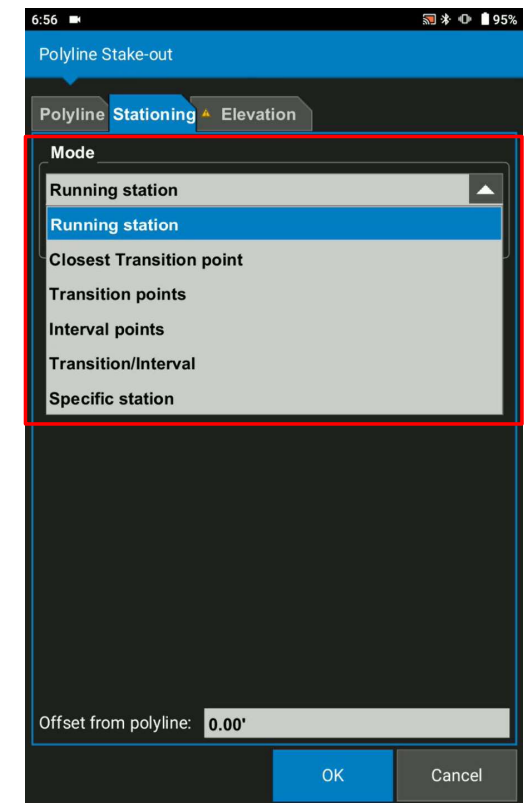 6:56 95%
Polyline Stake-out
Polyline Stationing Elevation
Mode
Running station
Running station
Closest Transition point
Transition points
Interval points
Transition/Interval
Specific station
Offset from polyline: 0.00'
OK Cancel